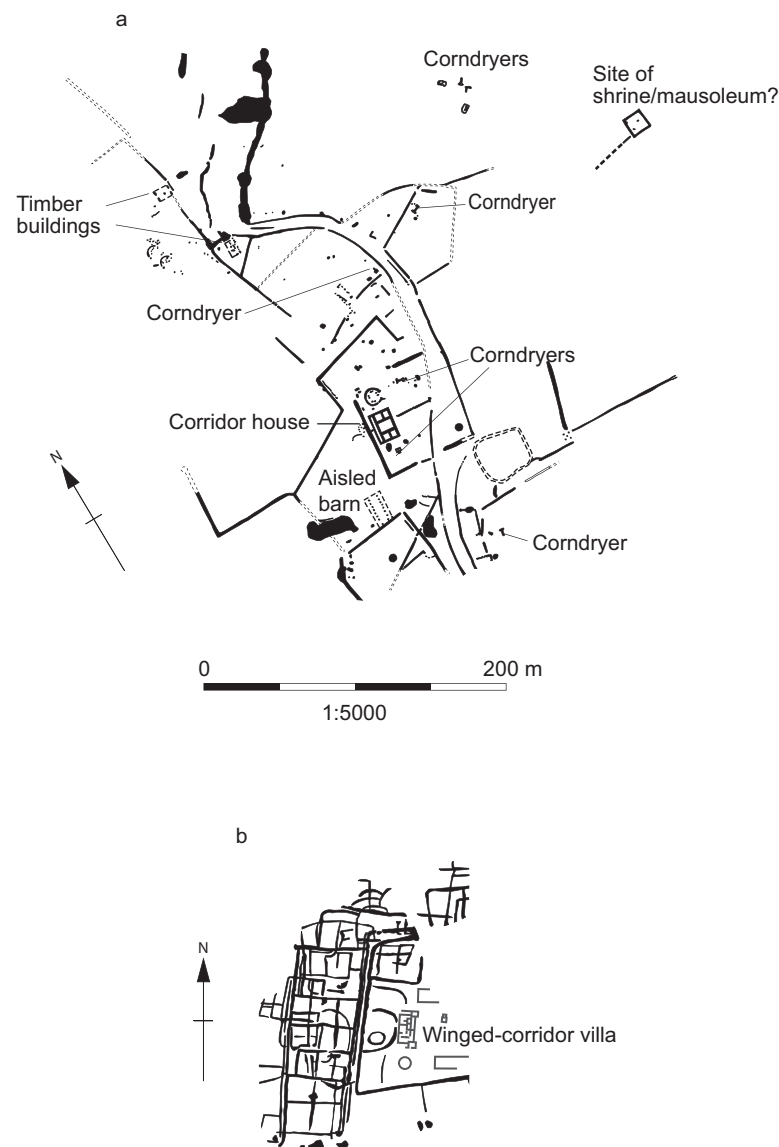 a
Corndryers
Site of
shrine/mausoleum?
Timber
buildings
Corndryer
Corndryer
Corndryers
Corridor house
N
Aisled
barn
Corndryer
0 200 m
1:5000
b
N
Winged-corridor villa